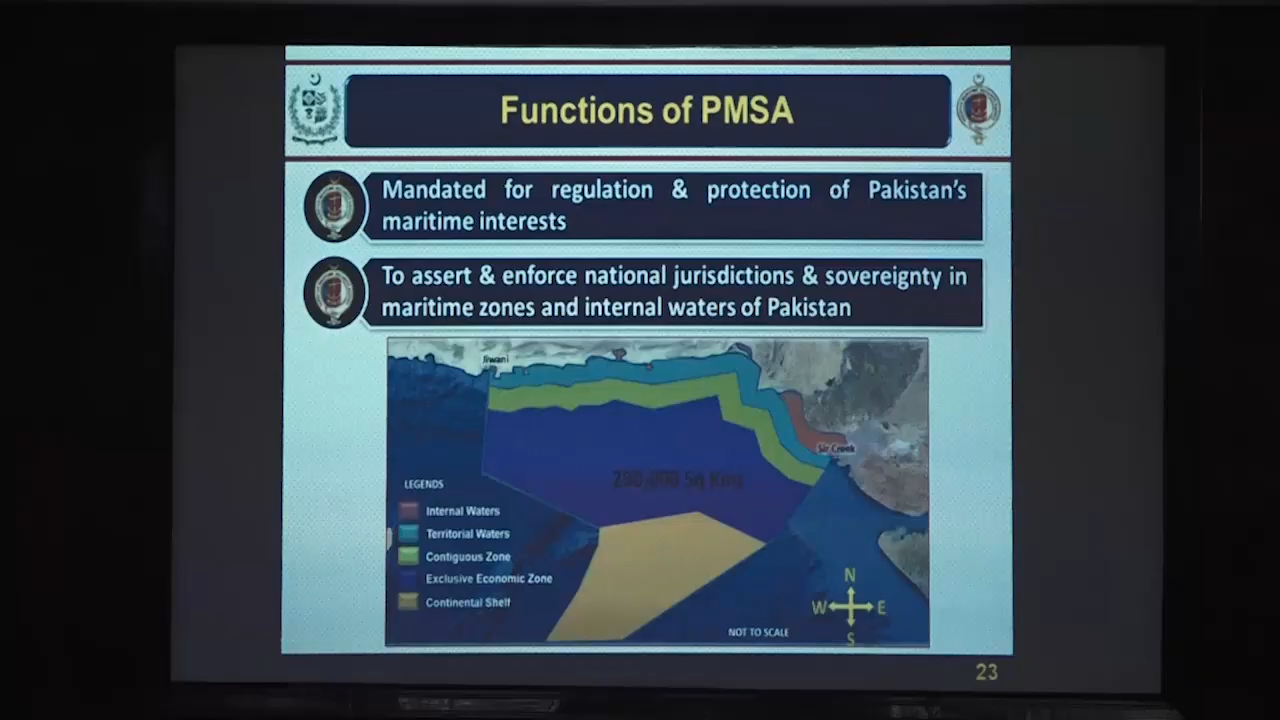 Functions of PMSA
Mandated for regulation & protection of Pakistan's
maritime interests
To assert & enforce national jurisdictions & sovereignty in
maritime zones and internal waters of Pakistan
Jiwani
Sir Creek
Sq Kms
LEGENDS
Internal Waters
Territorial Waters
Contiguous Zone
Exclusive Economic Zone
Continental Shelf
N
W E
S
NOT TO SCALE
23